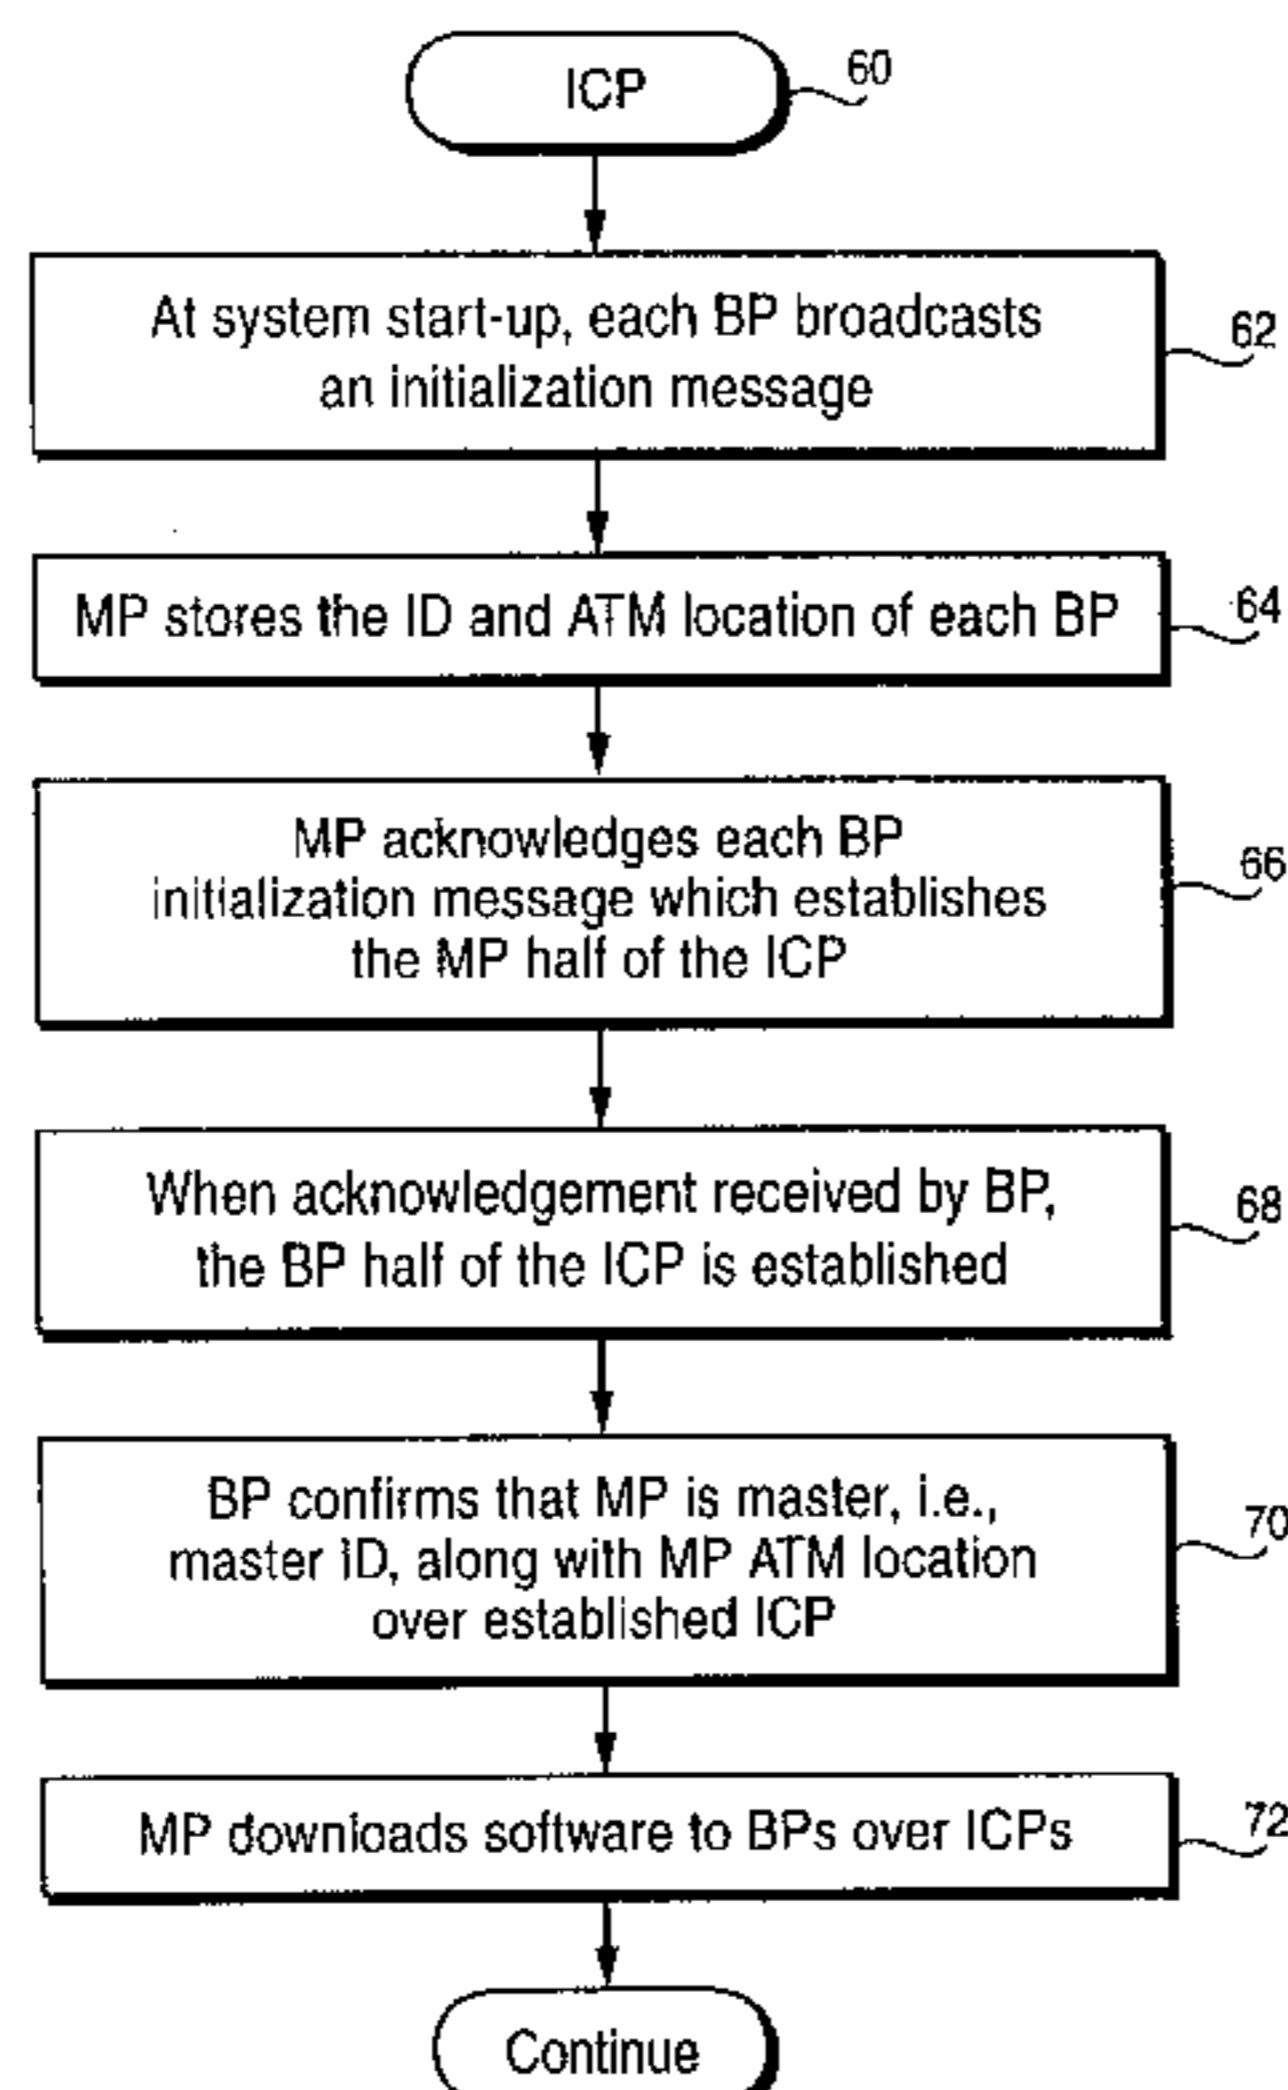 ICP
60
At system start-up, each BP broadcasts
an initialization message
62
MP stores the ID and ATM location of each BP
64
MP acknowledges each BP
initialization message which establishes
the MP half of the ICP
66
When acknowledgement received by BP,
the BP half of the ICP is established
68
BP confirms that MP is master, i.e.,
master ID, along with MP ATM location
over established ICP
70
MP downloads software to BPs over ICPs
72
Continue